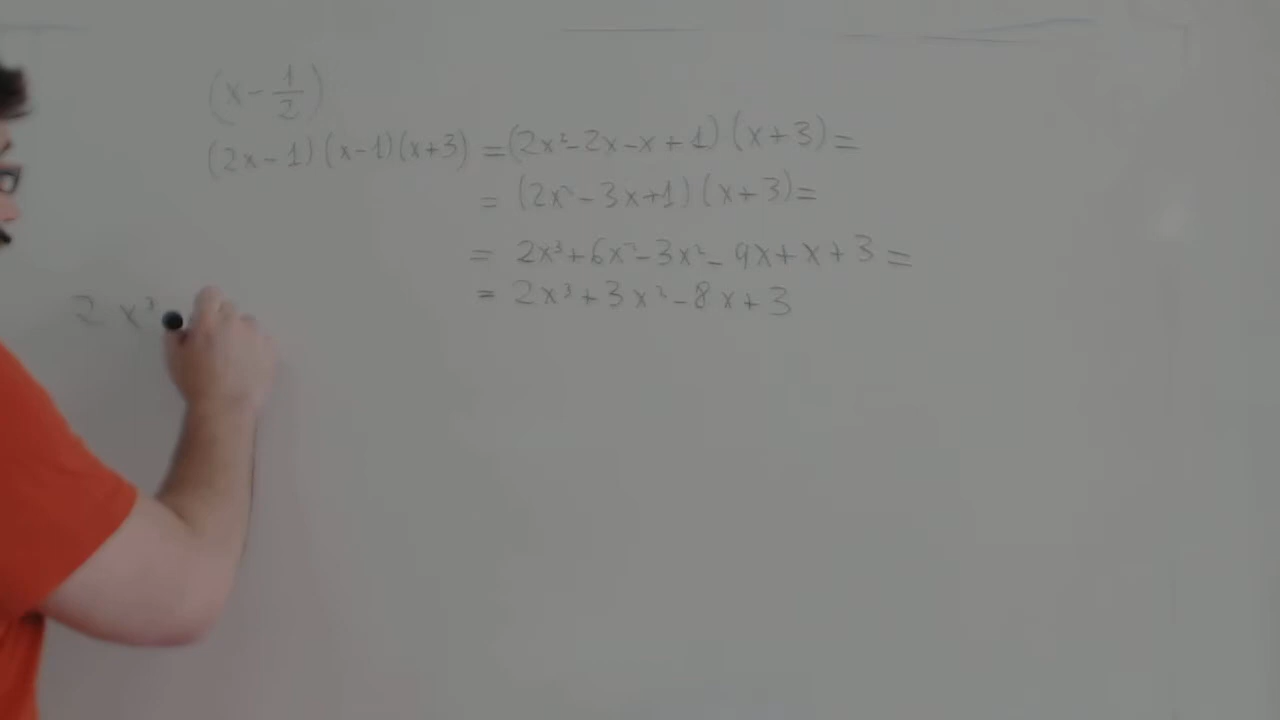 (x - 1/2)
(2x - 1)(x - 1)(x + 3) = (2x² - 2x - x + 1)(x + 3) =
= (2x² - 3x + 1)(x + 3) =
= 2x³ + 6x² - 3x² - 9x + x + 3 =
= 2x³ + 3x² - 8x + 3
2x³